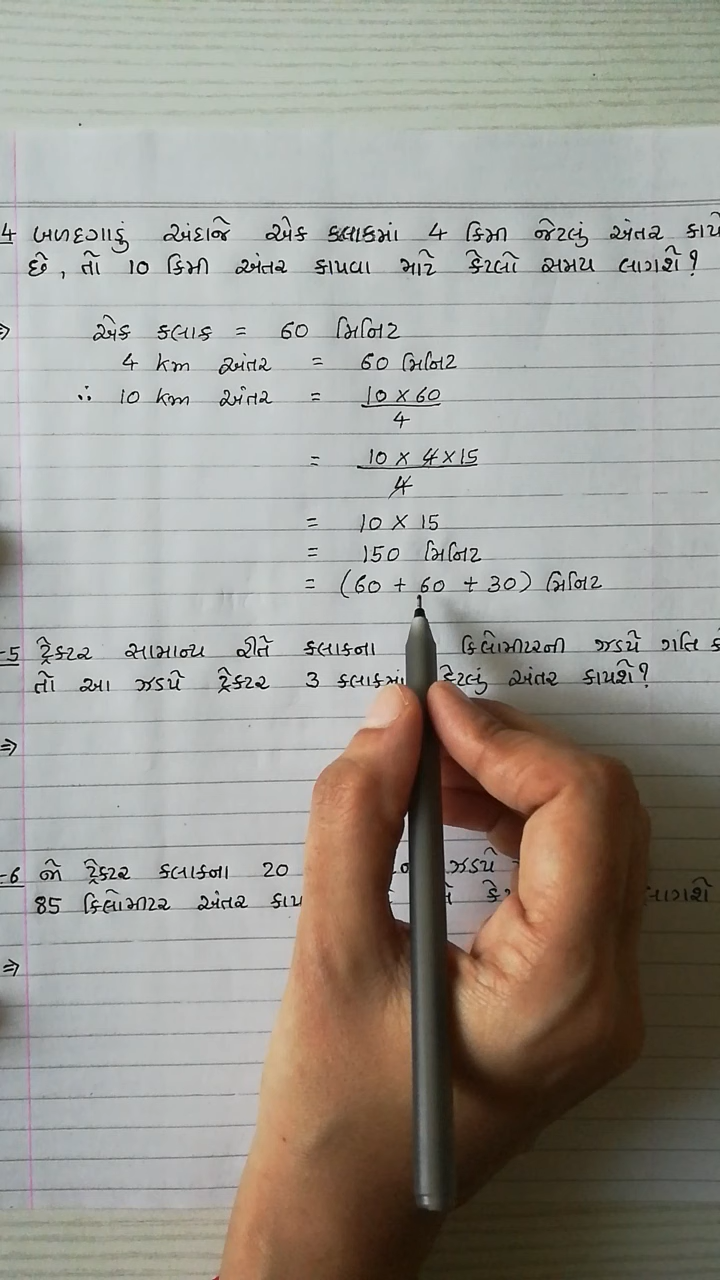 4 બળદગાડું અંદાજે એક કલાકમાં 4 કિમી જેટલું અંતર કાપે
છે, તો 10 કિમી અંતર કાપવા માટે કેટલો સમય લાગશે?
⇒ એક કલાક = 60 મિનિટ
4 km અંતર = 60 મિનિટ
∴ 10 km અંતર = 10 × 60 / 4
= 10 × 4 × 15 / 4
= 10 × 15
= 150 મિનિટ
= (60 + 60 + 30) મિનિટ
-5 ટ્રેક્ટર સામાન્ય રીતે કલાકના કિલોમીટરની ઝડપે ગતિ
તો આ ઝડપે ટ્રેક્ટર 3 કલાકમાં કેટલું અંતર કાપશે?
⇒
-6 જો ટ્રેક્ટર કલાકના 20 ઝડપે
85 કિલોમીટર અંતર લાગશે
⇒